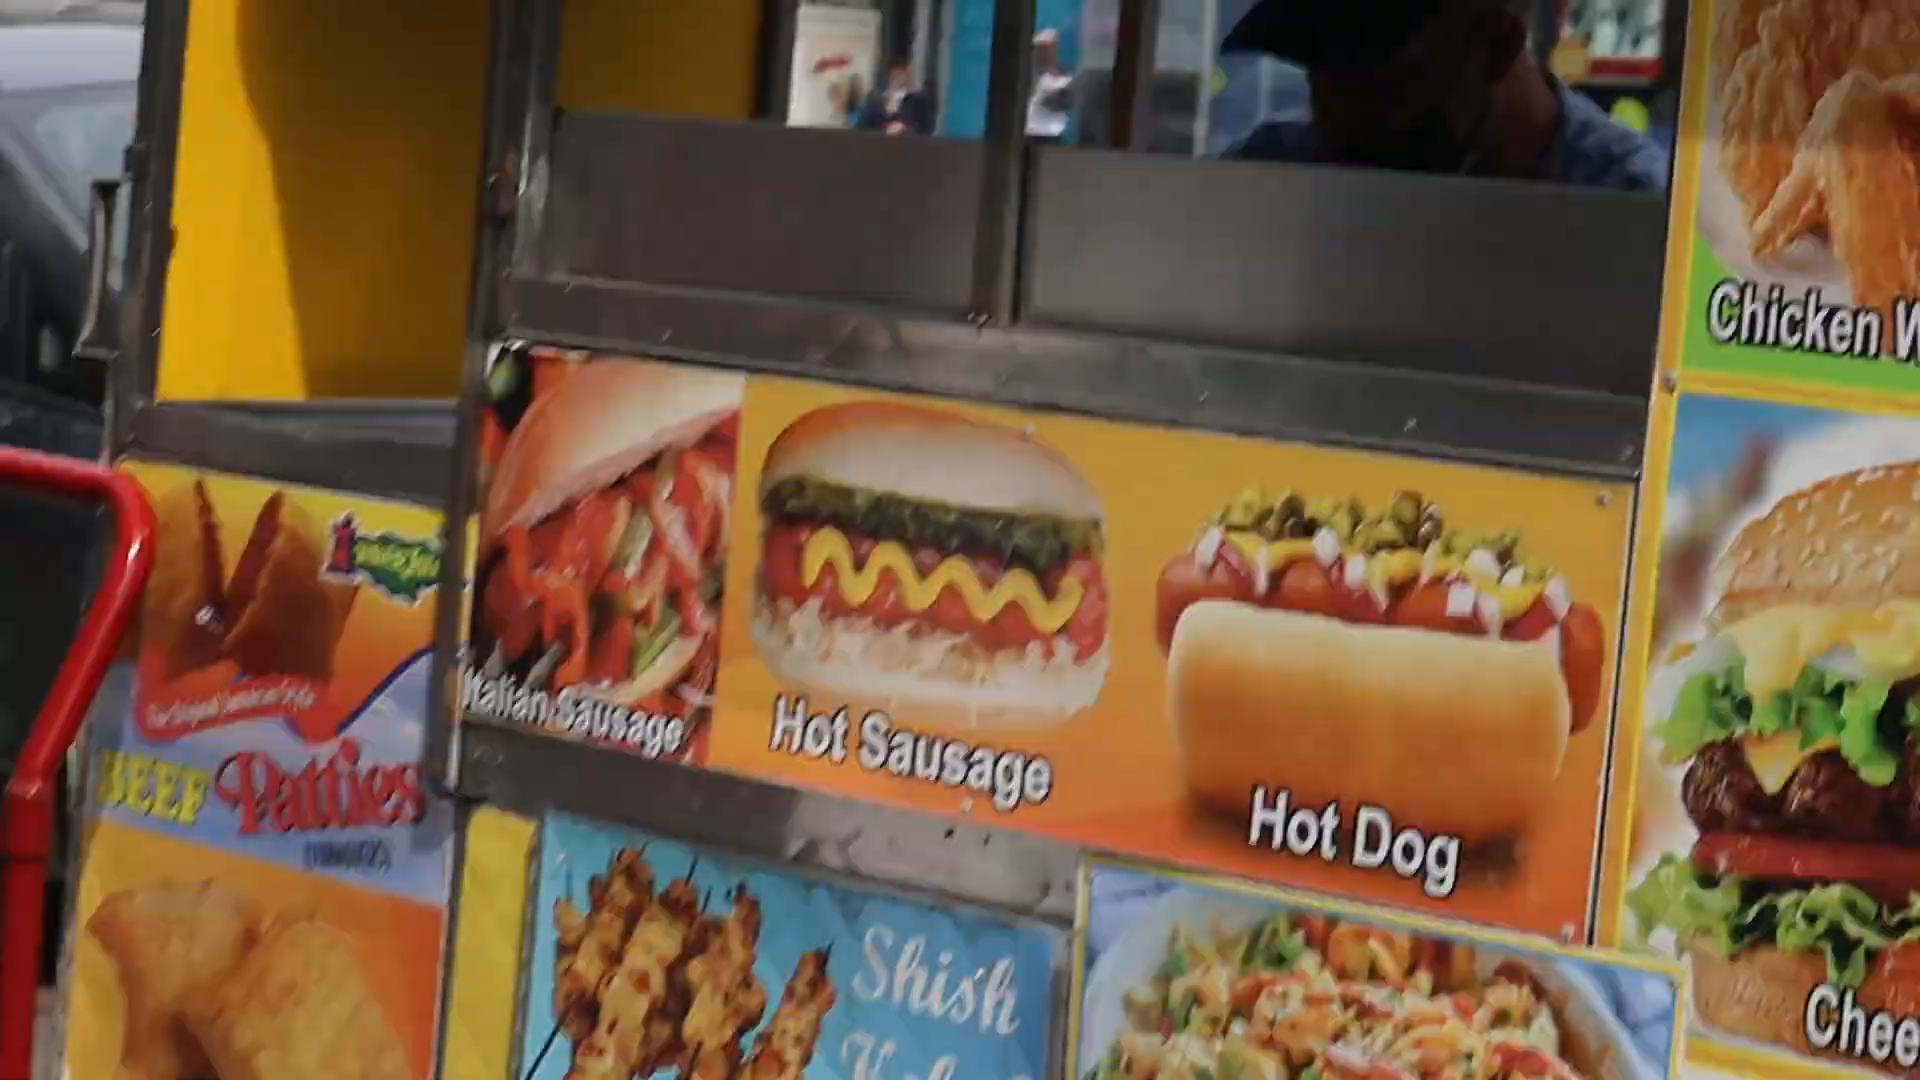 Chicken
Italian Sausage
Hot Sausage
Hot Dog
BEEF Patties
Shish
Chee